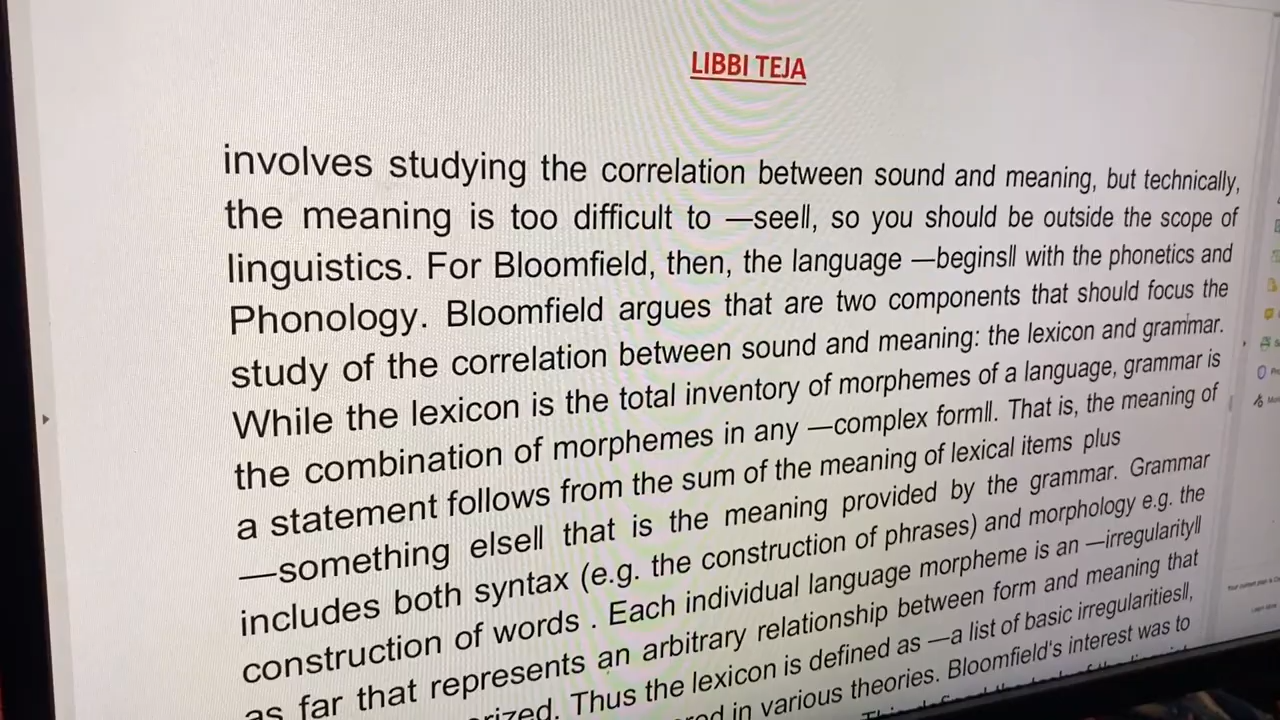 LIBBI TEJA
involves studying the correlation between sound and meaning, but technically,
the meaning is too difficult to ―seell, so you should be outside the scope of
linguistics. For Bloomfield, then, the language ―beginsll with the phonetics and
Phonology. Bloomfield argues that are two components that should focus the
study of the correlation between sound and meaning: the lexicon and grammar.
While the lexicon is the total inventory of morphemes of a language, grammar is
the combination of morphemes in any ―complex formll. That is, the meaning of
a statement follows from the sum of the meaning of lexical items plus
―something elsell that is the meaning provided by the grammar. Grammar
includes both syntax (e.g. the construction of phrases) and morphology e.g. the
construction of words . Each individual language morpheme is an ―irregularityll
as far that represents an arbitrary relationship between form and meaning that
Thus the lexicon is defined as ―a list of basic irregularitiesll,
in various theories. Bloomfield's interest was to